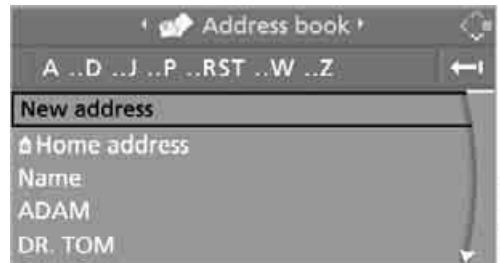 Address book
A ..D ..J ..P ..RST ..W ..Z
New address
Home address
Name
ADAM
DR. TOM